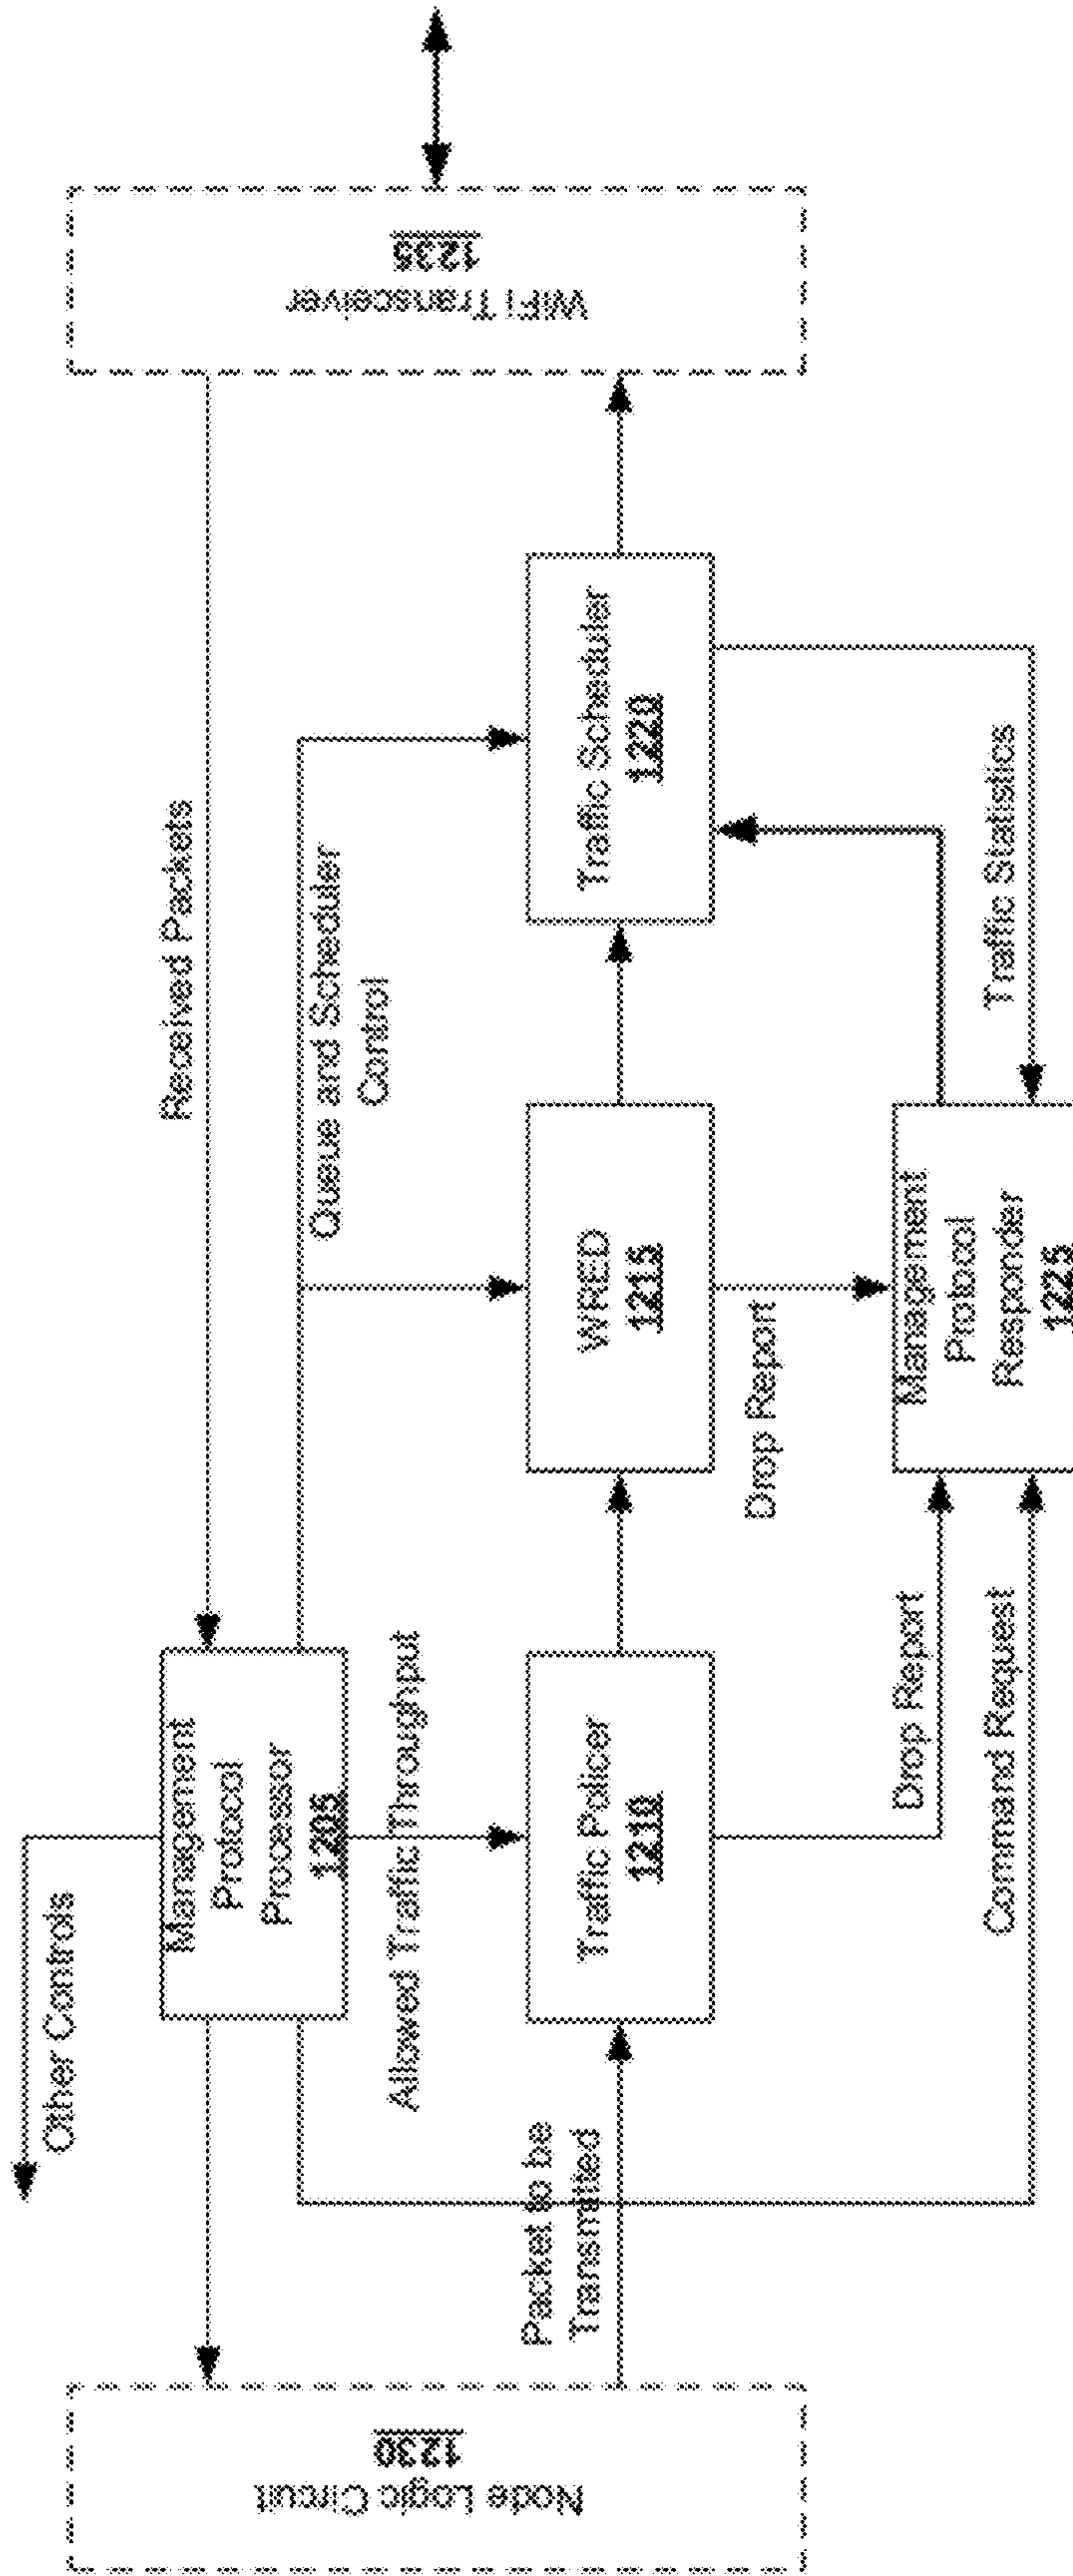 Other Controls
Received Packets
Management
Protocol
Processor
1205
Queue and Scheduler
Control
Allowed Traffic Throughput
Node Logic Circuit
1230
Packet to be
Transmitted
Traffic Policer
1210
WRED
1215
Traffic Scheduler
1220
WiFi Transceiver
1235
Drop Report
Drop Report
Command Request
Management
Protocol
Responder
1225
Traffic Statistics